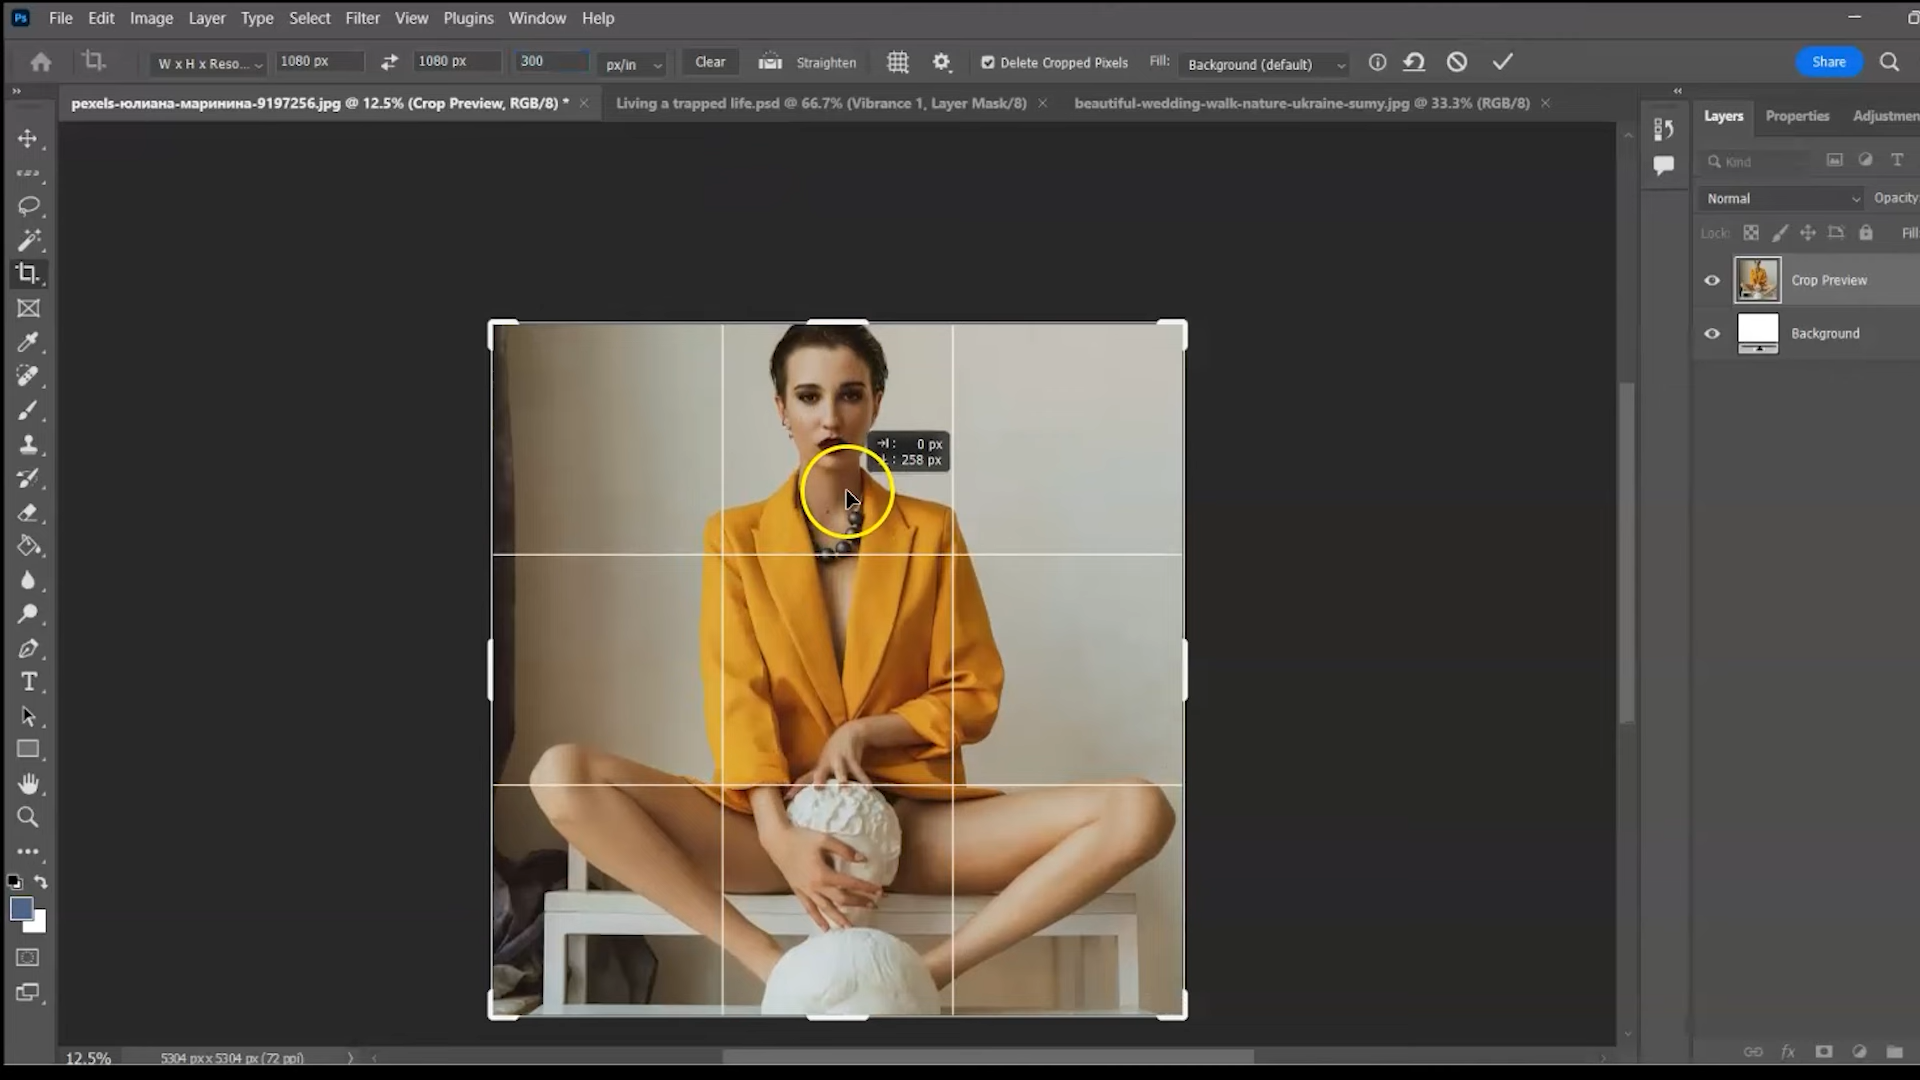 Ps File Edit Image Layer Type Select Filter View Plugins Window Help
W x H x Reso... 1080 px 1080 px 300 px/in Clear Straighten Delete Cropped Pixels Fill: Background (default) Share
pexels-юлиана-маринина-9197256.jpg @ 12.5% (Crop Preview, RGB/8) * Living a trapped life.psd @ 66.7% (Vibrance 1, Layer Mask/8) beautiful-wedding-walk-nature-ukraine-sumy.jpg @ 33.3% (RGB/8)
Layers Properties Adjustmen
Kind T
Normal Opacity:
Lock: Fill:
Crop Preview
Background
0 px
258 px
T
12.5% 5304 px x 5304 px (72 ppi)
fx